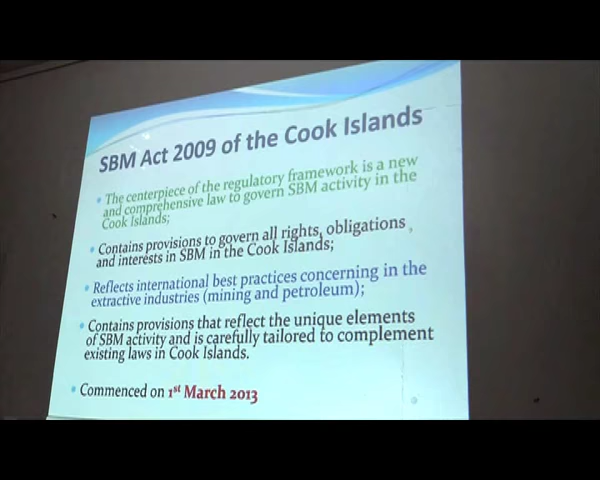 SBM Act 2009 of the Cook Islands
The centerpiece of the regulatory framework is a new
and comprehensive law to govern SBM activity in the
Cook Islands;
Contains provisions to govern all rights, obligations,
and interests in SBM in the Cook Islands;
Reflects international best practices concerning in the
extractive industries (mining and petroleum);
Contains provisions that reflect the unique elements
of SBM activity and is carefully tailored to complement
existing laws in Cook Islands.
Commenced on 1st March 2013